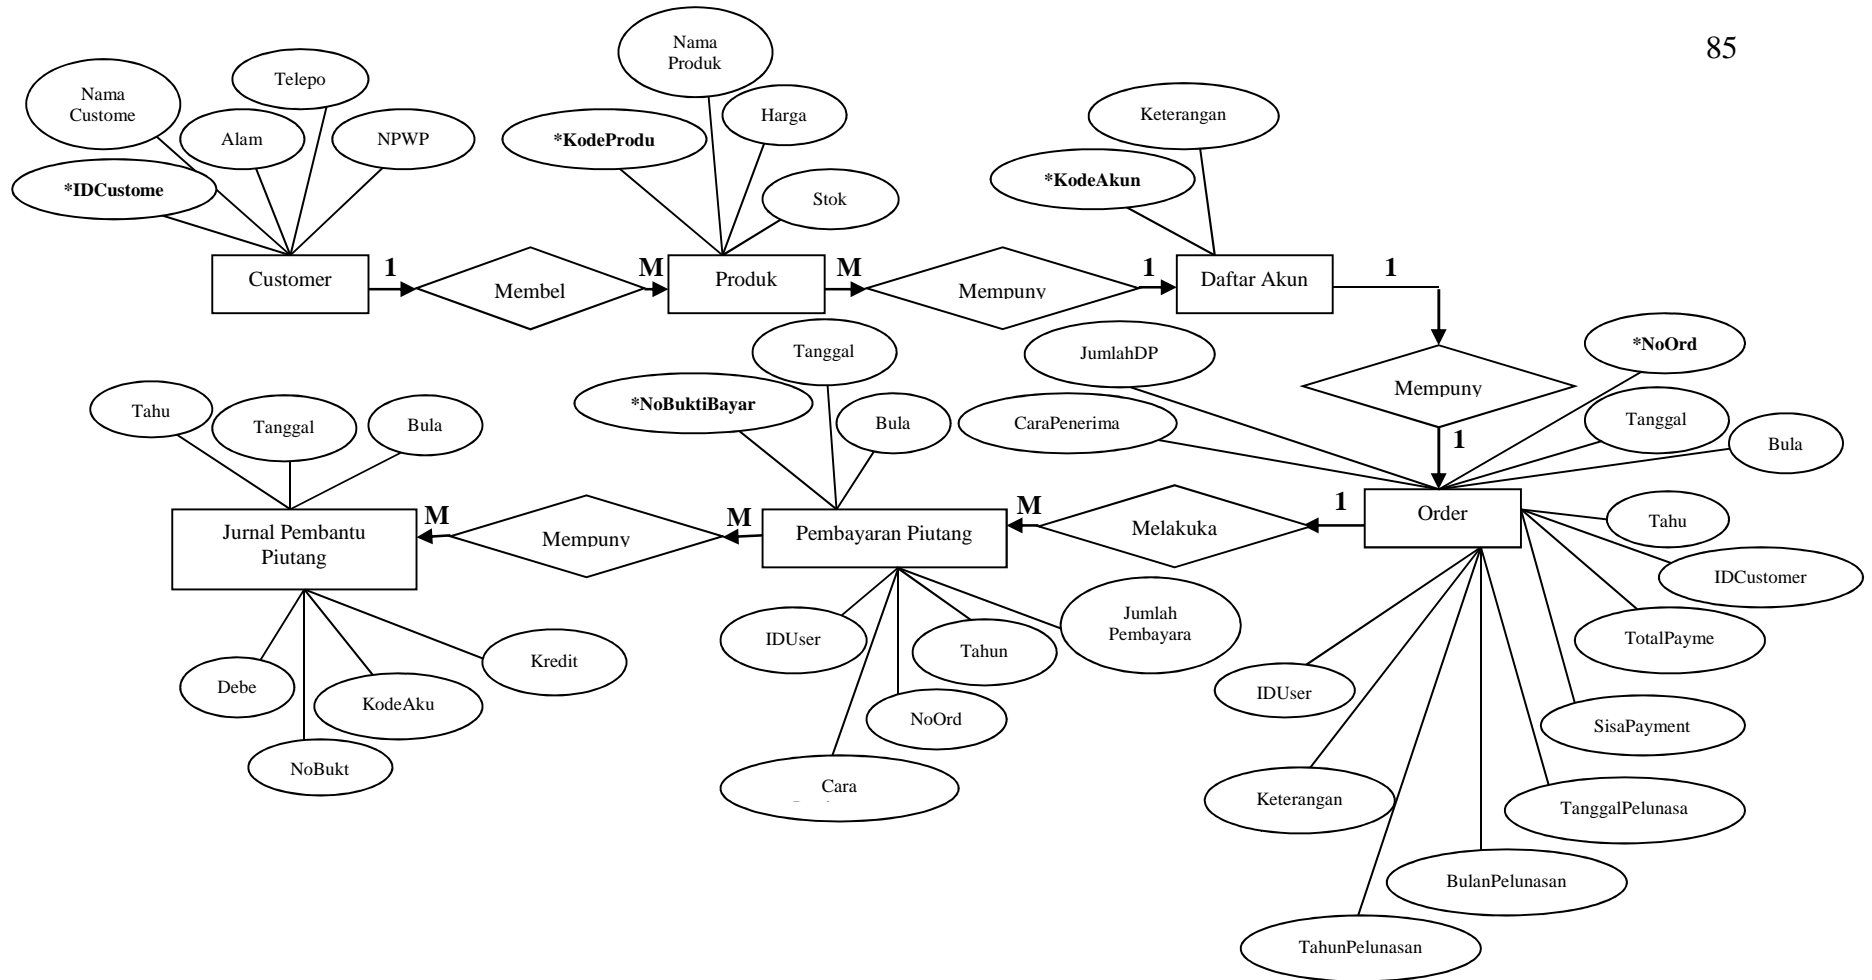 85
Nama
Produk
Telepo
Nama
Custome
Harga
Keterangan
Alam
NPWP
*KodeProdu
*KodeAkun
*IDCustome
Stok
Customer
1
Membel
M
Produk
M
Mempuny
1
Daftar Akun
1
Tanggal
JumlahDP
*NoOrd
Mempuny
*NoBuktiBayar
Tahu
Tanggal
Bula
Bula
CaraPenerima
Tanggal
Bula
1
Jurnal Pembantu
Piutang
M
Mempuny
M
Pembayaran Piutang
M
Melakuka
1
Order
Tahu
IDCustomer
IDUser
Tahun
Jumlah
Pembayara
TotalPayme
Debe
KodeAku
Kredit
NoOrd
IDUser
SisaPayment
NoBukt
Cara
Keterangan
TanggalPelunasa
BulanPelunasan
TahunPelunasan